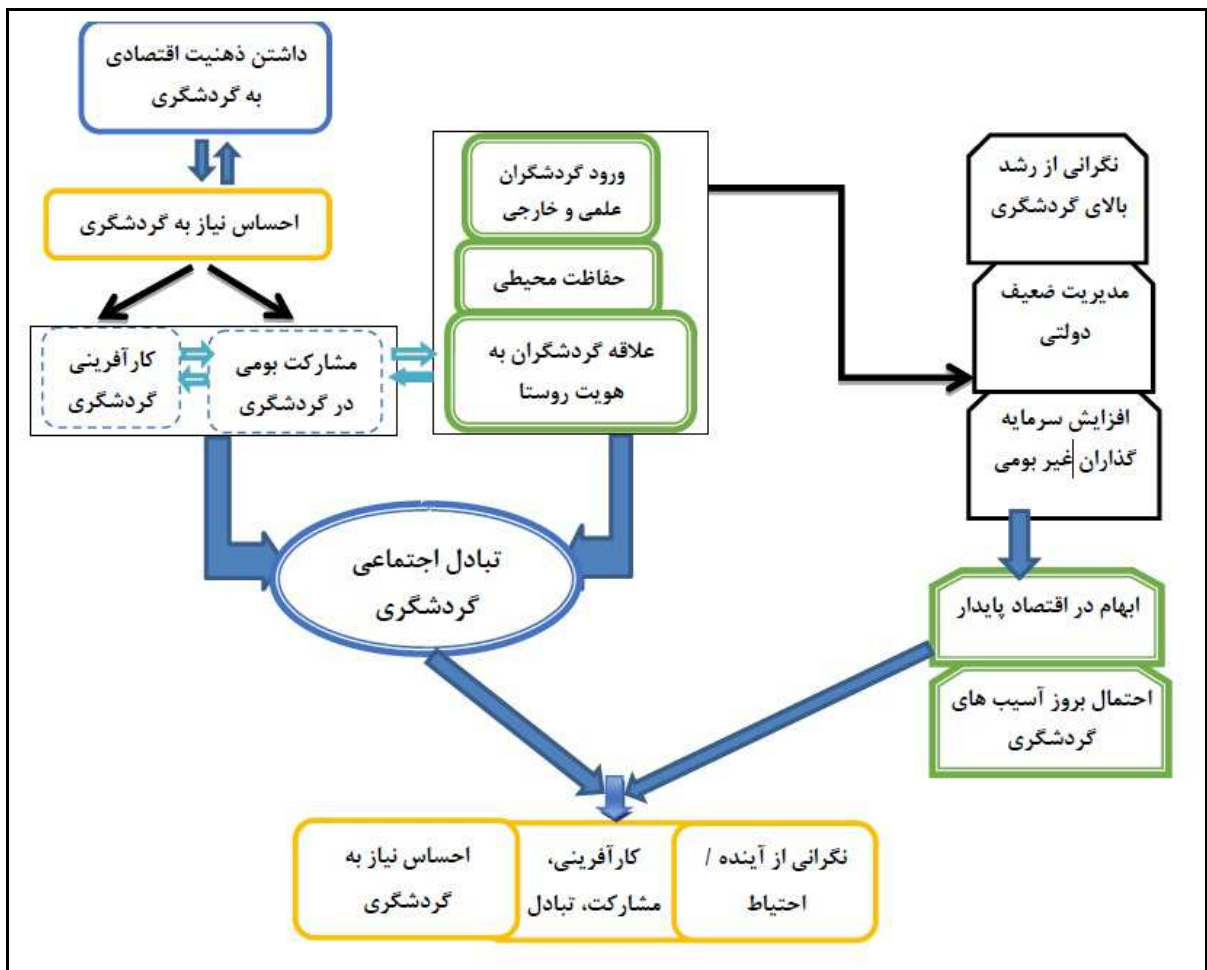 داشتن ذهنیت اقتصادی
به گردشگری
احساس نیاز به گردشگری
کارآفرینی
گردشگری
مشارکت بومی
در گردشگری
ورود گردشگران
علمی و خارجی
حفاظت محیطی
علاقه گردشگران به
هویت روستا
نگرانی از رشد
بالای گردشگری
مدیریت ضعیف
دولتی
افزایش سرمایه
گذاران غیر بومی
تبادل اجتماعی
گردشگری
ابهام در اقتصاد پایدار
احتمال بروز آسیب های
گردشگری
نگرانی از آینده /
احتیاط
کارآفرینی،
مشارکت، تبادل
احساس نیاز به
گردشگری